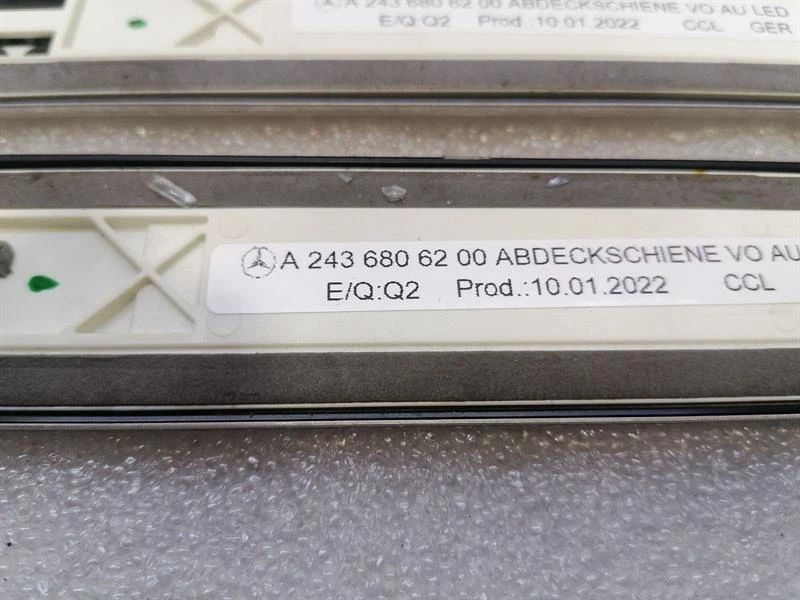 A 243 680 62 00 ABDECKSCHIENE VO AU LED
E/Q:Q2 Prod.:10.01.2022 CCL GER
A 243 680 62 00 ABDECKSCHIENE VO AU
E/Q:Q2 Prod.:10.01.2022 CCL